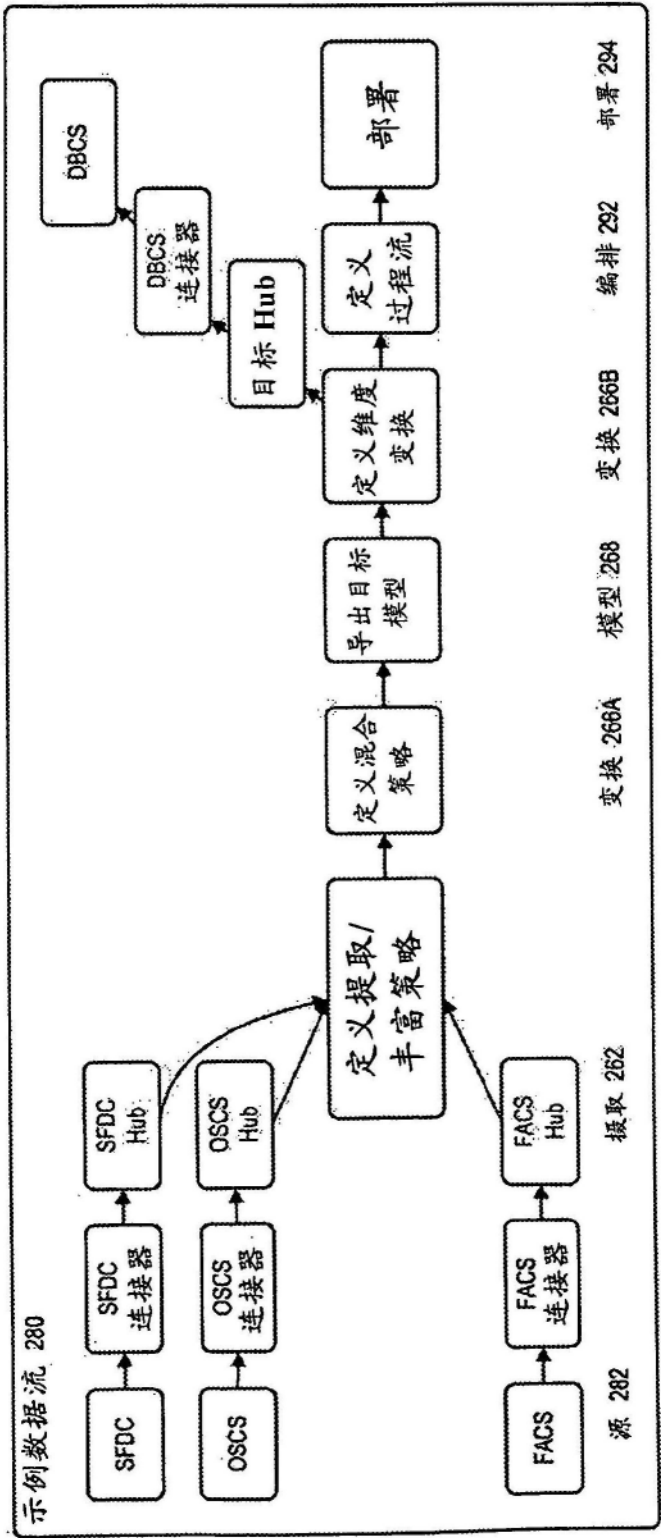 示例数据流 280
SFDC
SFDC
连接器
SFDC
Hub
OSCS
OSCS
连接器
OSCS
Hub
FACS
FACS
连接器
FACS
Hub
定义提取/
丰富策略
定义混合
策略
导出目标
模型
定义维度
变换
目标 Hub
DBCS
连接器
DBCS
定义
过程流
部署
源 282
摄取 262
变换 266A
模型 268
变换 266B
编排 292
部署 294